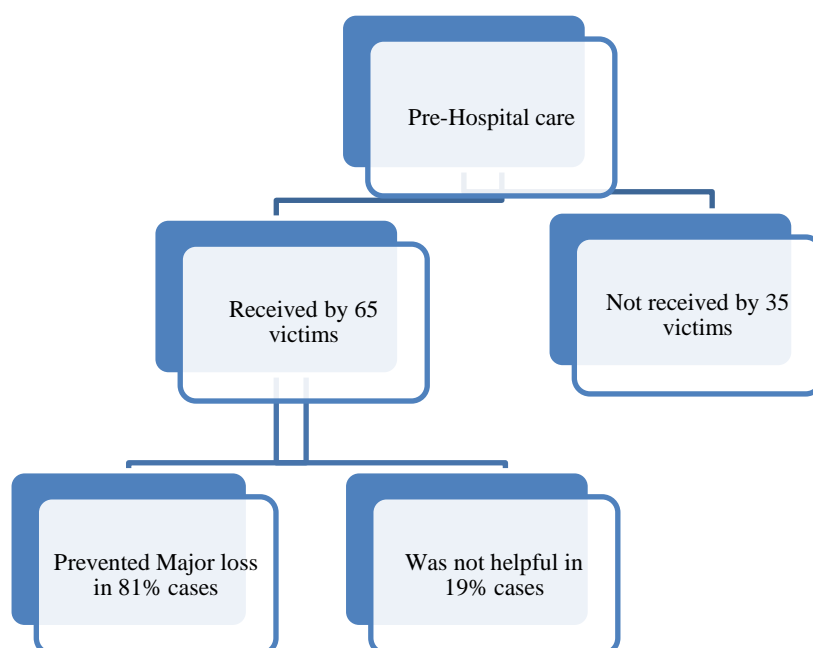 Pre-Hospital care
Received by 65
victims
Not received by 35
victims
Prevented Major loss
in 81% cases
Was not helpful in
19% cases